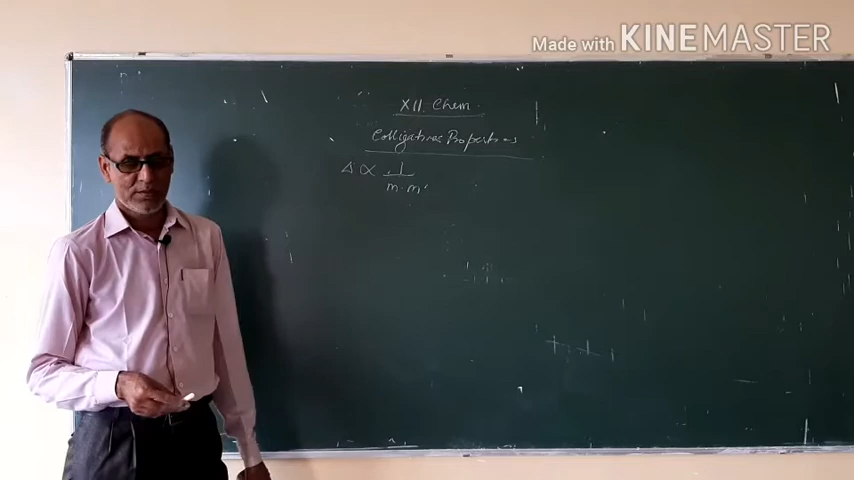 Made with KINEMASTER
XII Chem
Colligative Properties
Δ ∝ 1
m.m'